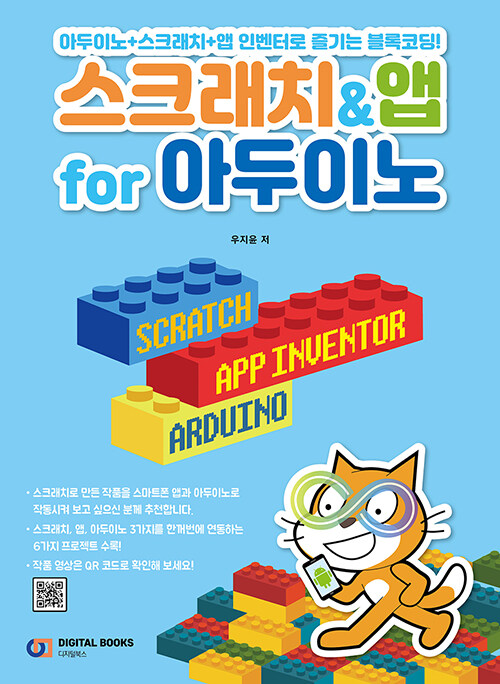 아두이노+스크래치+앱 인벤터로 즐기는 블록코딩!
스크래치&앱
for 아두이노
우지윤 저
SCRATCH
APP INVENTOR
ARDUINO
• 스크래치로 만든 작품을 스마트폰 앱과 아두이노로
작동시켜 보고 싶으신 분께 추천합니다.
• 스크래치, 앱, 아두이노 3가지를 한꺼번에 연동하는
6가지 프로젝트 수록!
• 작품 영상은 QR 코드로 확인해 보세요!
DIGITAL BOOKS
디지털북스